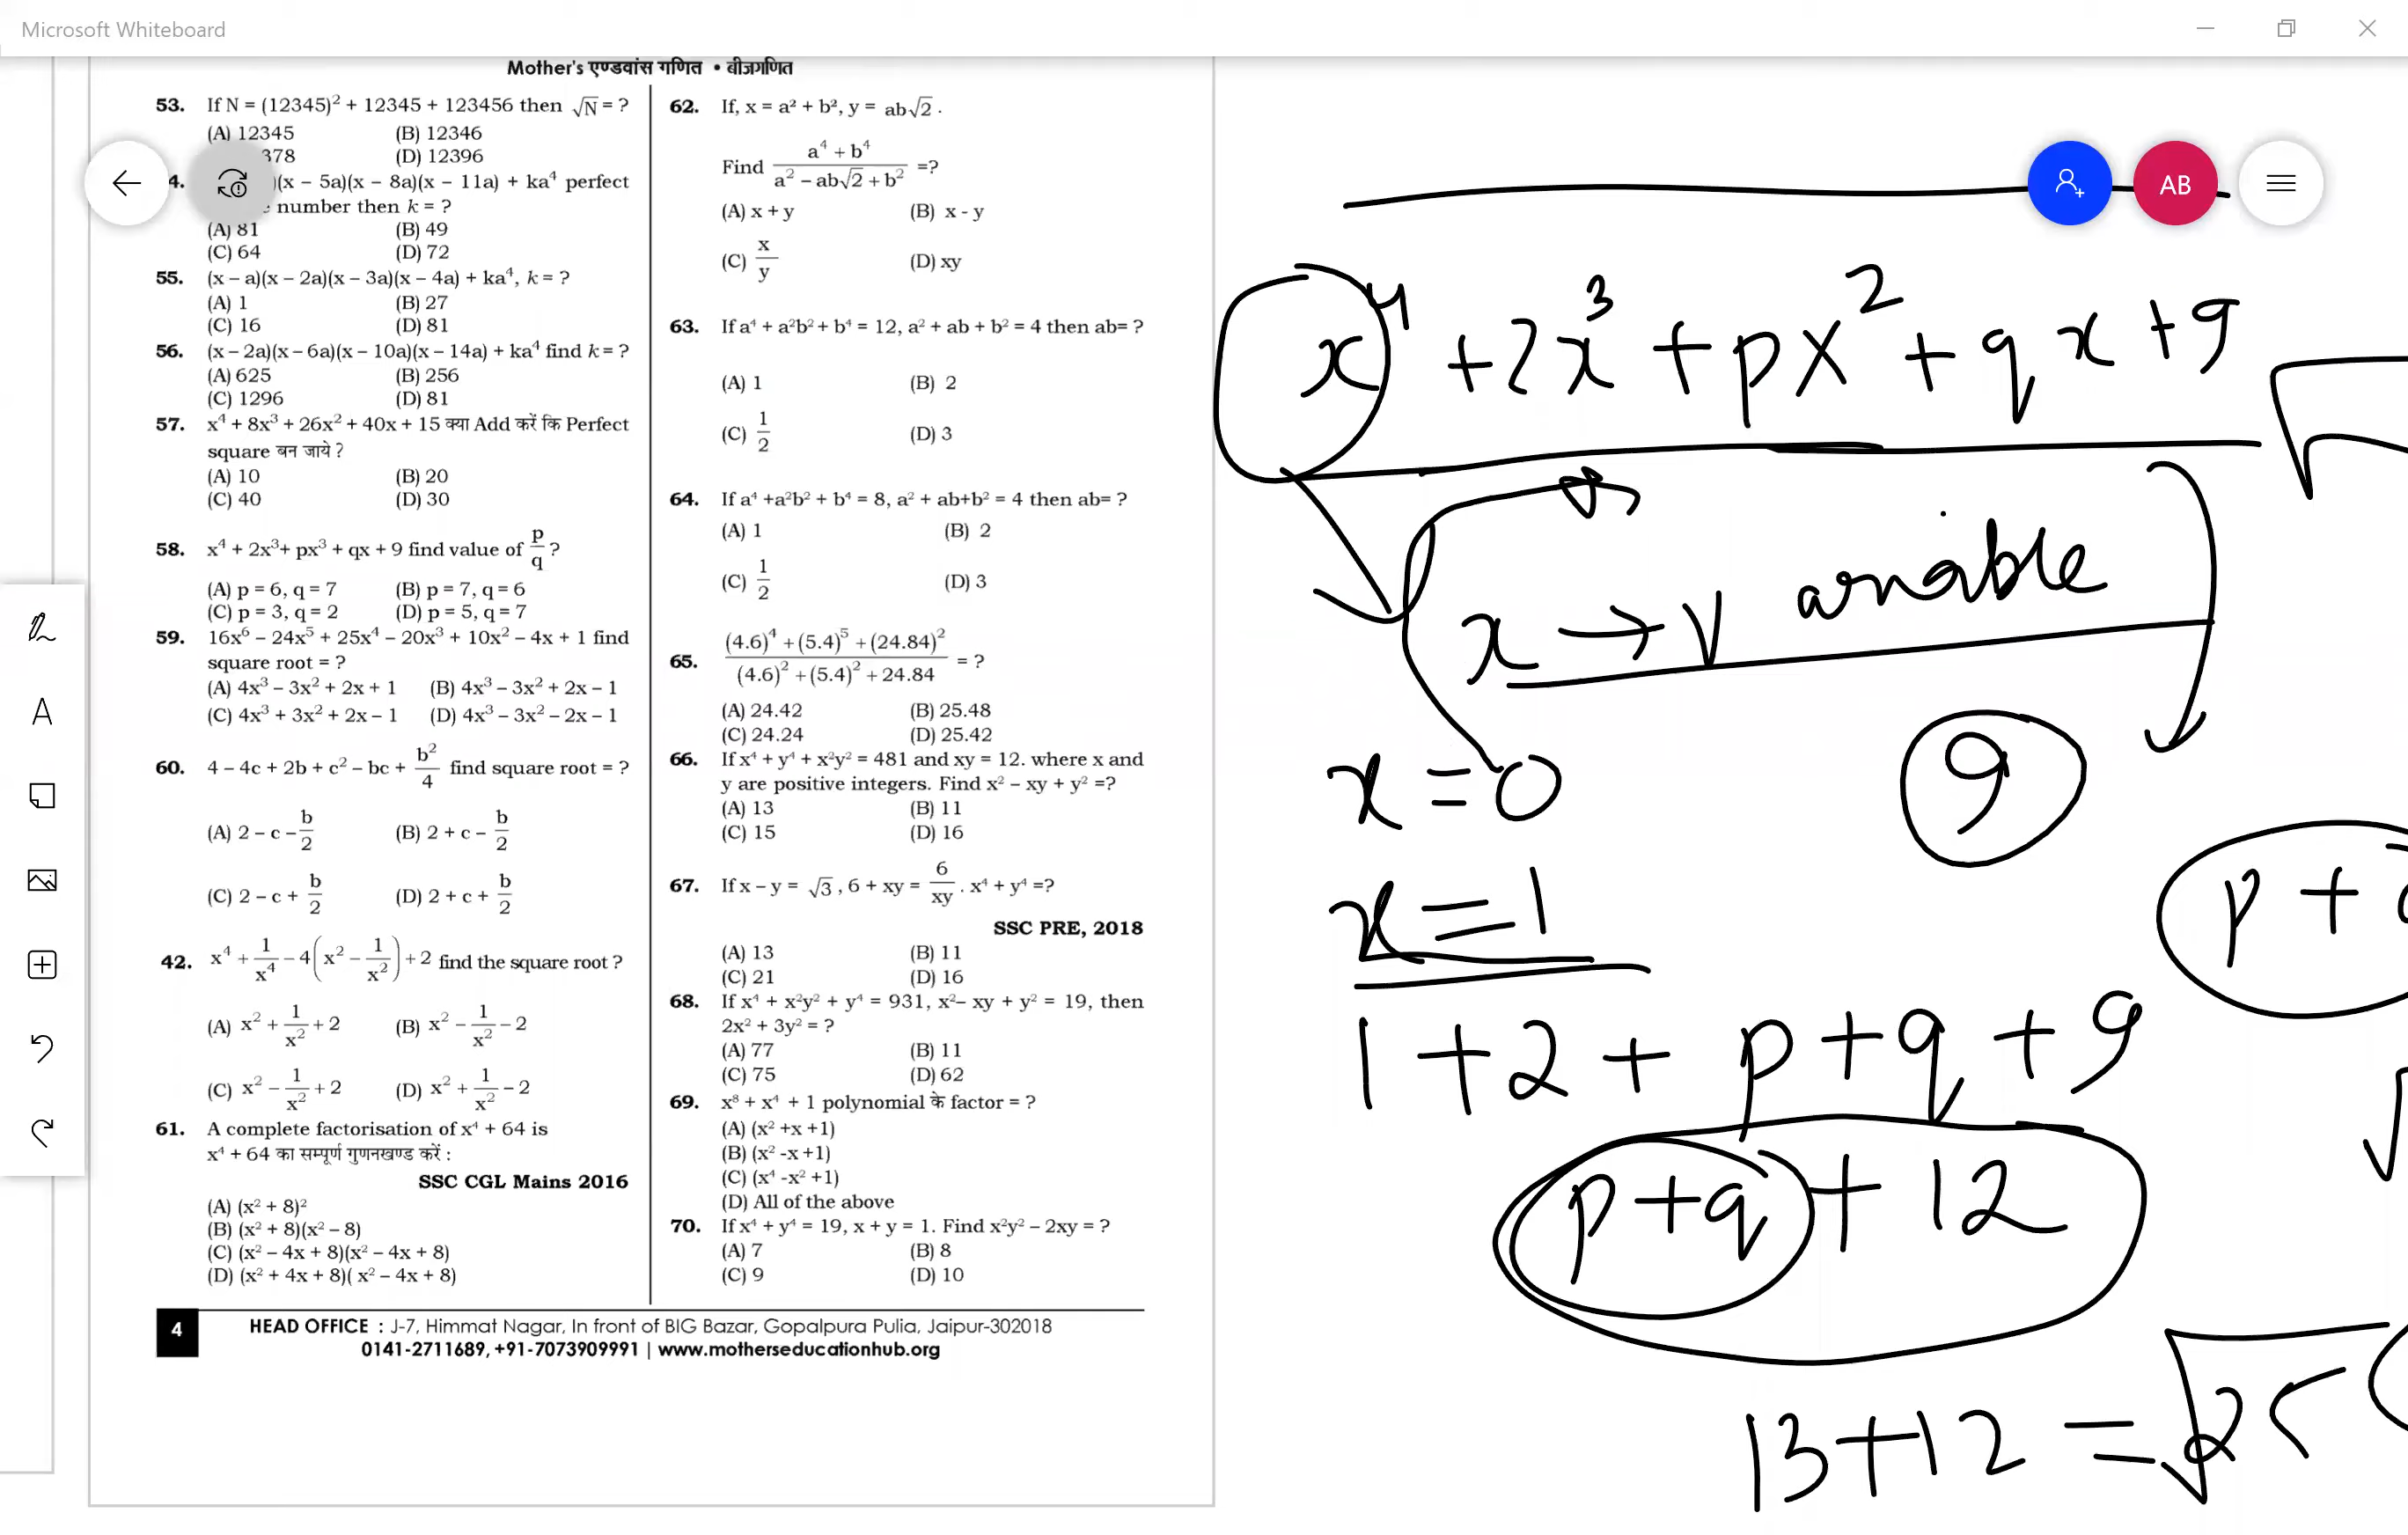 Microsoft Whiteboard
Mother's एण्डवांस गणित • बीजगणित
53. If N = (12345)² + 12345 + 123456 then √N = ?
(A) 12345 (B) 12346
378 (D) 12396
4. )(x – 5a)(x – 8a)(x – 11a) + ka⁴ perfect
number then k = ?
(A) 81 (B) 49
(C) 64 (D) 72
55. (x – a)(x – 2a)(x – 3a)(x – 4a) + ka⁴, k = ?
(A) 1 (B) 27
(C) 16 (D) 81
56. (x – 2a)(x – 6a)(x – 10a)(x – 14a) + ka⁴ find k = ?
(A) 625 (B) 256
(C) 1296 (D) 81
57. x⁴ + 8x³ + 26x² + 40x + 15 क्या Add करें कि Perfect
square बन जाये ?
(A) 10 (B) 20
(C) 40 (D) 30
58. x⁴ + 2x³+ px³ + qx + 9 find value of p/q ?
(A) p = 6, q = 7 (B) p = 7, q = 6
(C) p = 3, q = 2 (D) p = 5, q = 7
59. 16x⁶ – 24x⁵ + 25x⁴ – 20x³ + 10x² – 4x + 1 find
square root = ?
(A) 4x³ – 3x² + 2x + 1 (B) 4x³ – 3x² + 2x – 1
(C) 4x³ + 3x² + 2x – 1 (D) 4x³ – 3x² – 2x – 1
60. 4 – 4c + 2b + c² – bc + b²/4 find square root = ?
(A) 2 – c – b/2 (B) 2 + c – b/2
(C) 2 – c + b/2 (D) 2 + c + b/2
42. x⁴ + 1/x⁴ – 4(x² – 1/x²) + 2 find the square root ?
(A) x² + 1/x² + 2 (B) x² – 1/x² – 2
(C) x² – 1/x² + 2 (D) x² + 1/x² – 2
61. A complete factorisation of x⁴ + 64 is
x⁴ + 64 का सम्पूर्ण गुणनखण्ड करें :
SSC CGL Mains 2016
(A) (x² + 8)²
(B) (x² + 8)(x² – 8)
(C) (x² – 4x + 8)(x² – 4x + 8)
(D) (x² + 4x + 8)( x² – 4x + 8)
62. If, x = a² + b², y = ab√2 .
Find (a⁴ + b⁴)/(a² – ab√2 + b²) =?
(A) x + y (B) x - y
(C) x/y (D) xy
63. If a⁴ + a²b² + b⁴ = 12, a² + ab + b² = 4 then ab= ?
(A) 1 (B) 2
(C) 1/2 (D) 3
64. If a⁴ +a²b² + b⁴ = 8, a² + ab+b² = 4 then ab= ?
(A) 1 (B) 2
(C) 1/2 (D) 3
65. ((4.6)⁴ + (5.4)⁵ + (24.84)²)/((4.6)² + (5.4)² + 24.84) = ?
(A) 24.42 (B) 25.48
(C) 24.24 (D) 25.42
66. If x⁴ + y⁴ + x²y² = 481 and xy = 12. where x and
y are positive integers. Find x² – xy + y² =?
(A) 13 (B) 11
(C) 15 (D) 16
67. If x – y = √3 , 6 + xy = 6/xy . x⁴ + y⁴ =?
SSC PRE, 2018
(A) 13 (B) 11
(C) 21 (D) 16
68. If x⁴ + x²y² + y⁴ = 931, x²– xy + y² = 19, then
2x² + 3y² = ?
(A) 77 (B) 11
(C) 75 (D) 62
69. x⁸ + x⁴ + 1 polynomial के factor = ?
(A) (x² +x +1)
(B) (x² -x +1)
(C) (x⁴ -x² +1)
(D) All of the above
70. If x⁴ + y⁴ = 19, x + y = 1. Find x²y² – 2xy = ?
(A) 7 (B) 8
(C) 9 (D) 10
4
HEAD OFFICE : J-7, Himmat Nagar, In front of BIG Bazar, Gopalpura Pulia, Jaipur-302018
0141-2711689, +91-7073909991 | www.motherseducationhub.org
AB
x⁴ + 2x³ + px² + qx + 9
x → variable
x = 0
9
x = 1
p +
1 + 2 + p + q + 9
p + q + 12
13 + 12 = √25